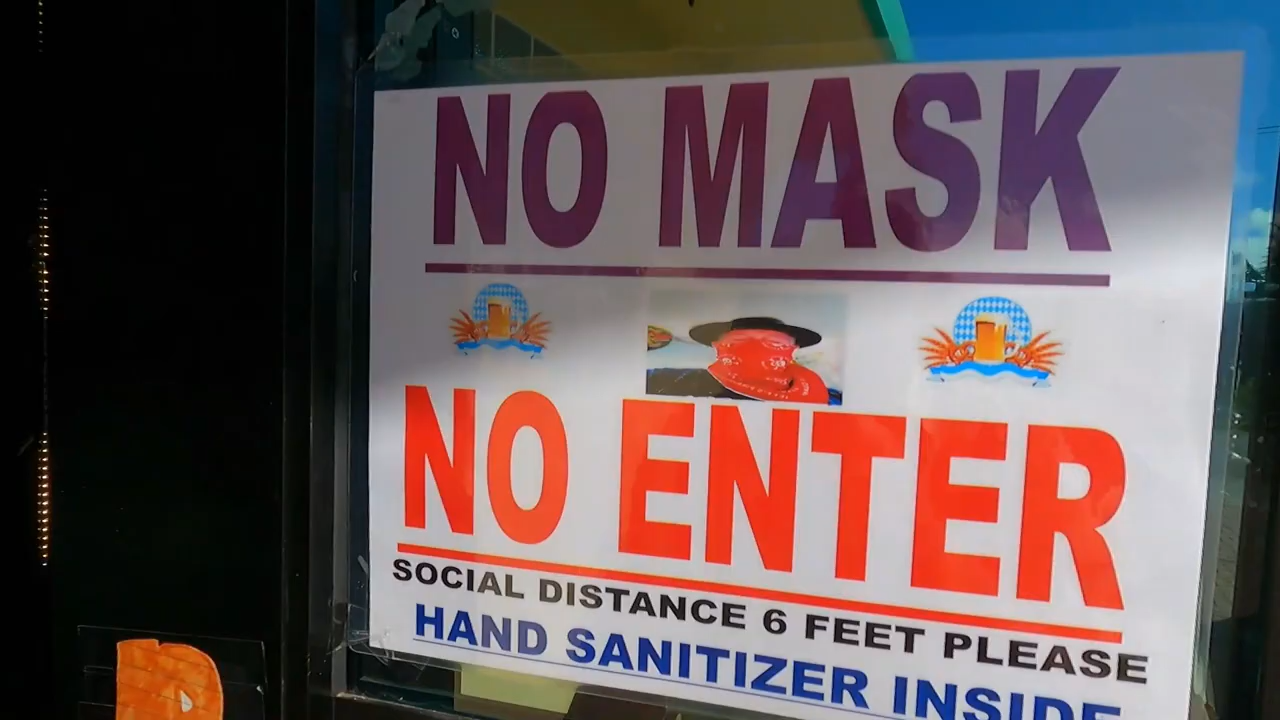 NO MASK
NO ENTER
SOCIAL DISTANCE 6 FEET PLEASE
HAND SANITIZER INSIDE